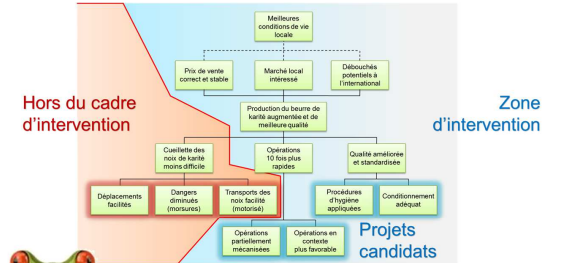 Meilleures
conditions de vie
locale
Prix de vente
correct et stable
Marché local
intéressé
Débouchés
potentiels à
l'international
Hors du cadre
d'intervention
Zone
d'intervention
Production du beurre de
karité augmentée et de
meilleure qualité
Cueillette des
noix de karité
moins difficile
Opérations
10 fois plus
rapides
Qualité améliorée
et standardisée
Déplacements
facilités
Dangers
diminués
(morsures)
Transports des
noix facilité
(motorisé)
Procédures
d'hygiène
appliquées
Conditionnement
adéquat
Opérations
partiellement
mécanisées
Opérations en
contexte
plus favorable
Projets
candidats